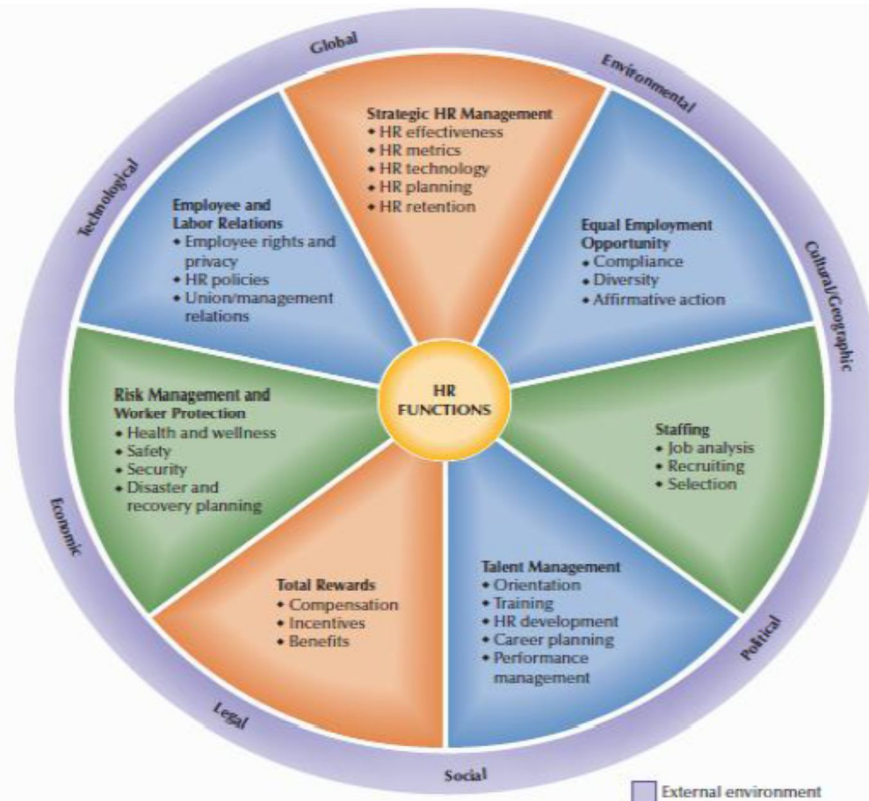 Global
Environmental
Technological
Cultural/Geographic
Economic
Political
Legal
Social
Strategic HR Management
• HR effectiveness
• HR metrics
• HR technology
• HR planning
• HR retention
Employee and
Labor Relations
• Employee rights and
privacy
• HR policies
• Union/management
relations
Equal Employment
Opportunity
• Compliance
• Diversity
• Affirmative action
HR
FUNCTIONS
Risk Management and
Worker Protection
• Health and wellness
• Safety
• Security
• Disaster and
recovery planning
Staffing
• Job analysis
• Recruiting
• Selection
Total Rewards
• Compensation
• Incentives
• Benefits
Talent Management
• Orientation
• Training
• HR development
• Career planning
• Performance
management
External environment